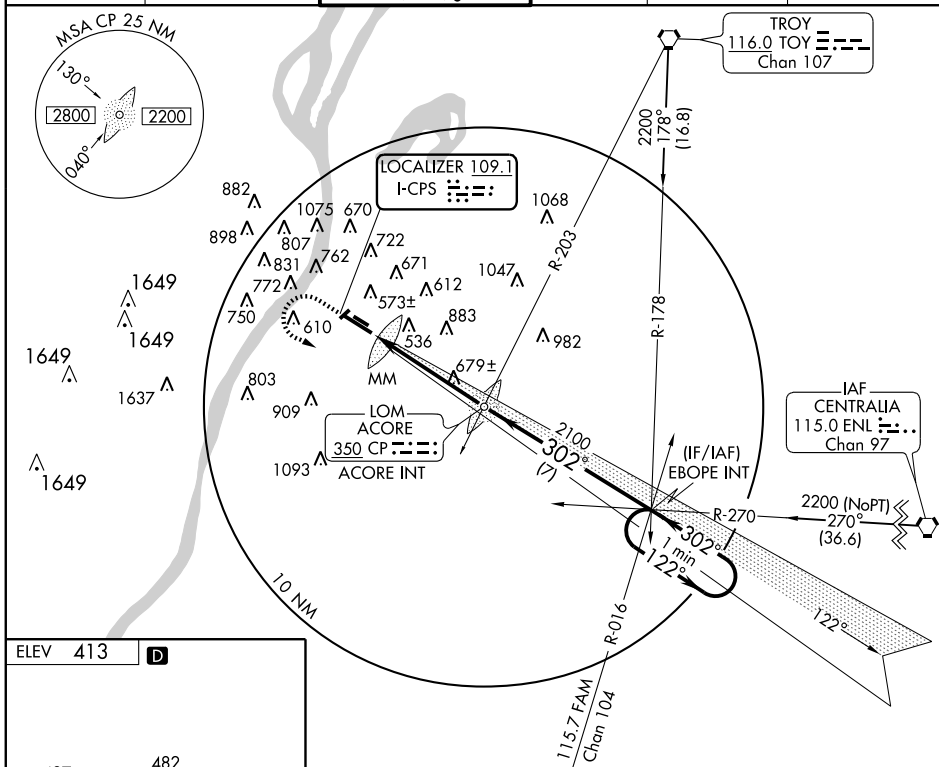 MSA CP 25 NM
130°
2800
2200
040°
TROY
116.0 TOY
Chan 107
2200
178°
(16.8)
LOCALIZER 109.1
I-CPS
882
1075
670
1068
898
807
722
R-203
831
762
671
1047
R-178
1649
772
612
750
573±
883
610
1649
536
982
1649
679±
MM
1637
803
909
IAF
CENTRALIA
115.0 ENL
Chan 97
LOM
ACORE
350 CP
ACORE INT
2100
302°
(7)
(IF/IAF)
EBOPE INT
1093
1649
2200 (NoPT)
R-270
270°
(36.6)
302°
1 min
122°
10 NM
122°
R-016
115.7 FAM
Chan 104
ELEV 413
D
482